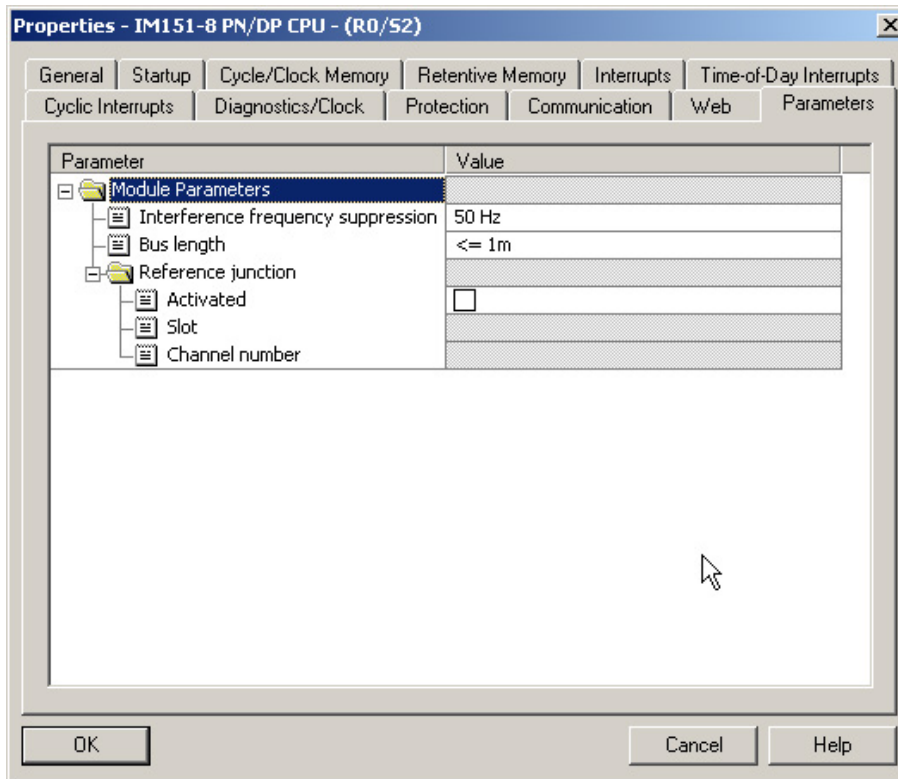 Properties - IM151-8 PN/DP CPU - (R0/S2)
General Startup Cycle/Clock Memory Retentive Memory Interrupts Time-of-Day Interrupts
Cyclic Interrupts Diagnostics/Clock Protection Communication Web Parameters
Parameter Value
Module Parameters
Interference frequency suppression 50 Hz
Bus length <= 1m
Reference junction
Activated
Slot
Channel number
OK Cancel Help